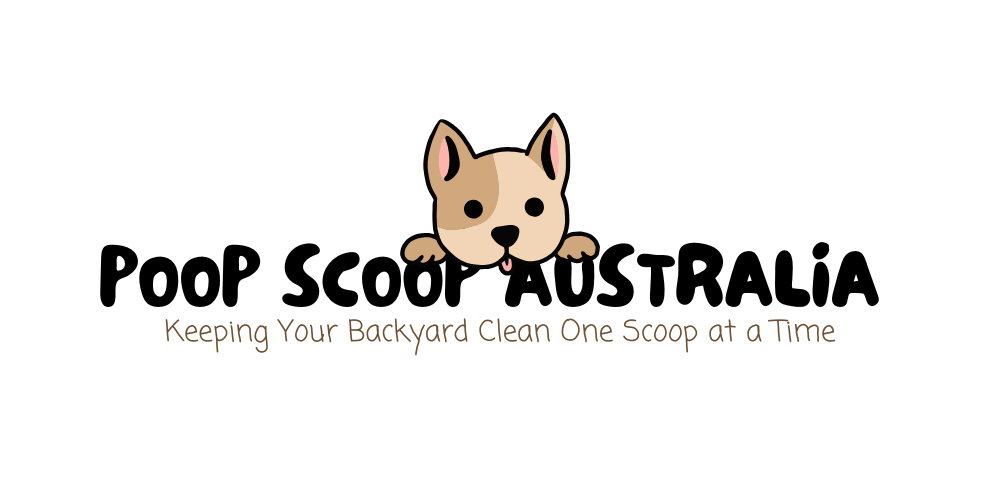 POOP SCOOP AUSTRALiA
Keeping Your Backyard Clean One Scoop at a Time